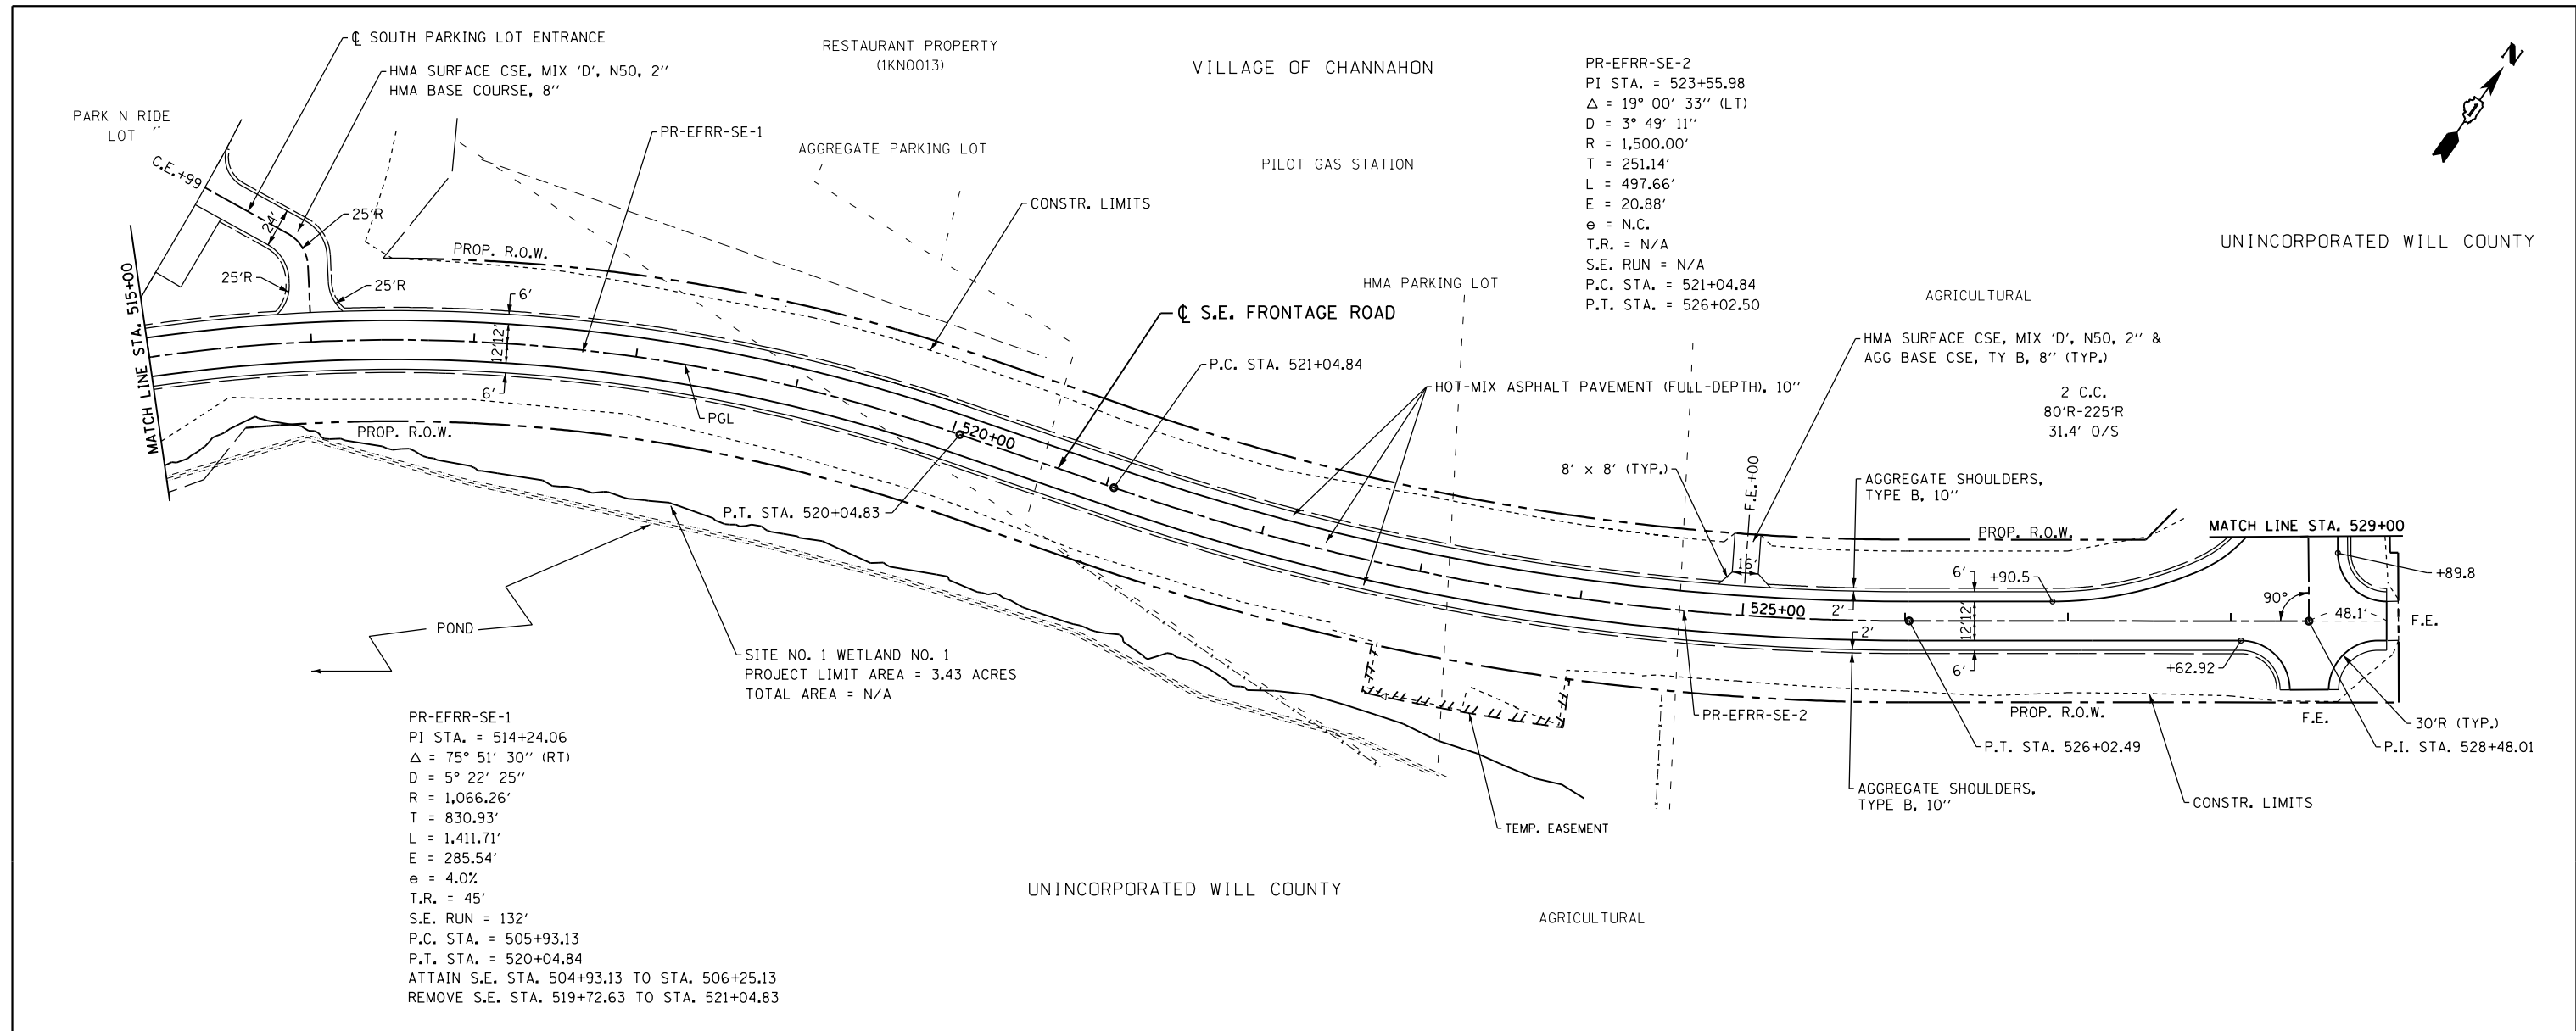 ℄ SOUTH PARKING LOT ENTRANCE
HMA SURFACE CSE, MIX 'D', N50, 2''
HMA BASE COURSE, 8''
PARK N RIDE
LOT
C.E.+99
24'
25'R
25'R
25'R
PR-EFRR-SE-1
RESTAURANT PROPERTY
(1KN0013)
AGGREGATE PARKING LOT
VILLAGE OF CHANNAHON
PILOT GAS STATION
CONSTR. LIMITS
PROP. R.O.W.
HMA PARKING LOT
℄ S.E. FRONTAGE ROAD
P.C. STA. 521+04.84
PR-EFRR-SE-2
PI STA. = 523+55.98
Δ = 19° 00' 33'' (LT)
D = 3° 49' 11''
R = 1,500.00'
T = 251.14'
L = 497.66'
E = 20.88'
e = N.C.
T.R. = N/A
S.E. RUN = N/A
P.C. STA. = 521+04.84
P.T. STA. = 526+02.50
N
UNINCORPORATED WILL COUNTY
AGRICULTURAL
HMA SURFACE CSE, MIX 'D', N50, 2'' &
AGG BASE CSE, TY B, 8'' (TYP.)
2 C.C.
80'R-225'R
31.4' O/S
HOT-MIX ASPHALT PAVEMENT (FULL-DEPTH), 10''
MATCH LINE STA. 515+00
6'
12'
12'
6'
PGL
PROP. R.O.W.
520+00
P.T. STA. 520+04.83
8' x 8' (TYP.)
F.E.+00
16'
AGGREGATE SHOULDERS,
TYPE B, 10''
PROP. R.O.W.
MATCH LINE STA. 529+00
+89.8
6'
+90.5
90°
48.1'
F.E.
525+00
2'
12'
12'
2'
6'
+62.92
POND
SITE NO. 1 WETLAND NO. 1
PROJECT LIMIT AREA = 3.43 ACRES
TOTAL AREA = N/A
PR-EFRR-SE-2
PROP. R.O.W.
F.E.
30'R (TYP.)
P.T. STA. 526+02.49
P.I. STA. 528+48.01
AGGREGATE SHOULDERS,
TYPE B, 10''
CONSTR. LIMITS
TEMP. EASEMENT
PR-EFRR-SE-1
PI STA. = 514+24.06
Δ = 75° 51' 30'' (RT)
D = 5° 22' 25''
R = 1,066.26'
T = 830.93'
L = 1,411.71'
E = 285.54'
e = 4.0%
T.R. = 45'
S.E. RUN = 132'
P.C. STA. = 505+93.13
P.T. STA. = 520+04.84
ATTAIN S.E. STA. 504+93.13 TO STA. 506+25.13
REMOVE S.E. STA. 519+72.63 TO STA. 521+04.83
UNINCORPORATED WILL COUNTY
AGRICULTURAL